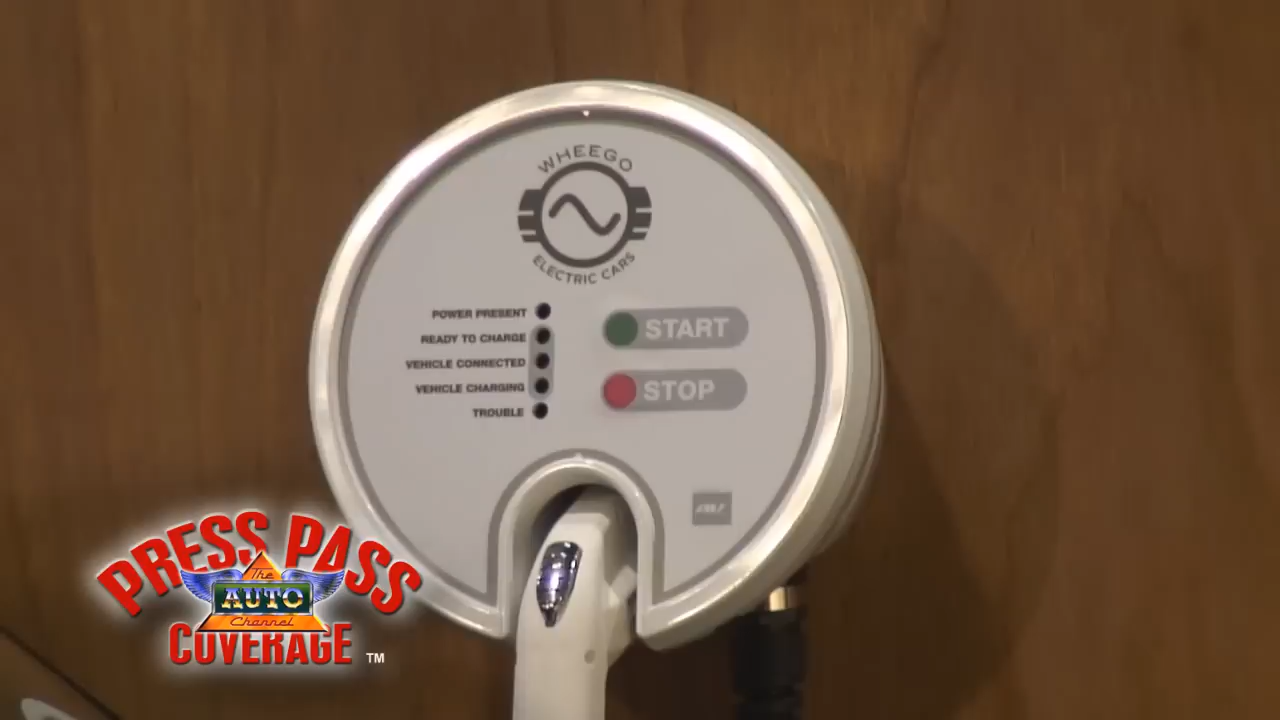 WHEEGO
ELECTRIC CARS
POWER PRESENT
READY TO CHARGE
VEHICLE CONNECTED
VEHICLE CHARGING
TROUBLE
START
STOP
PRESS PASS
The
AUTO
Channel
COVERAGE
TM